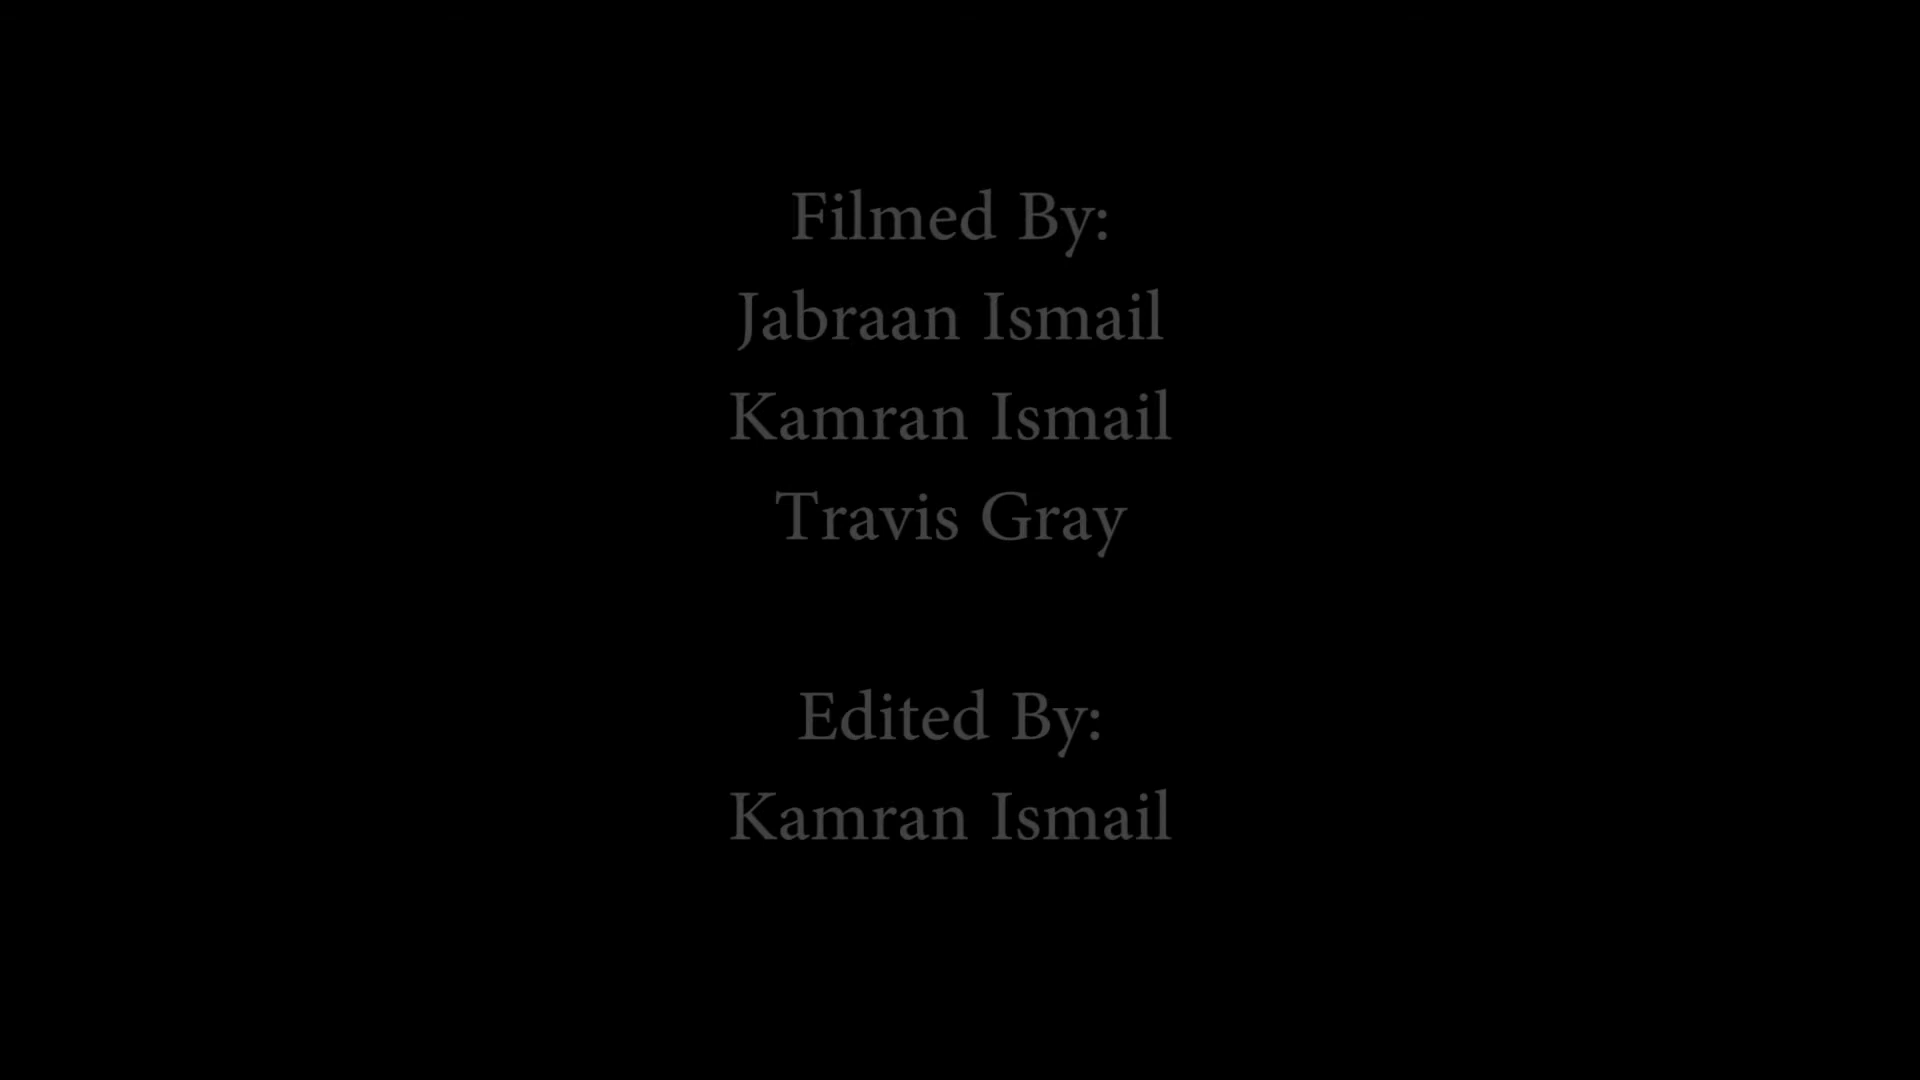 Filmed By:
Jabraan Ismail
Kamran Ismail
Travis Gray
Edited By:
Kamran Ismail